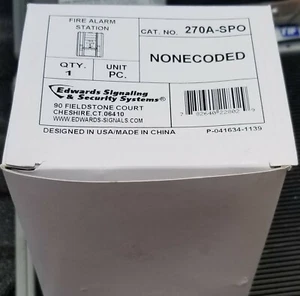 FIRE ALARM STATION
CAT. NO. 270A-SPO
QTY. 1
UNIT PC.
NONECODED
Edwards Signaling
& Security Systems®
90 FIELDSTONE COURT
CHESHIRE, CT. 06410
WWW.EDWARDS-SIGNALS.COM
DESIGNED IN USA/MADE IN CHINA
P-041634-1139